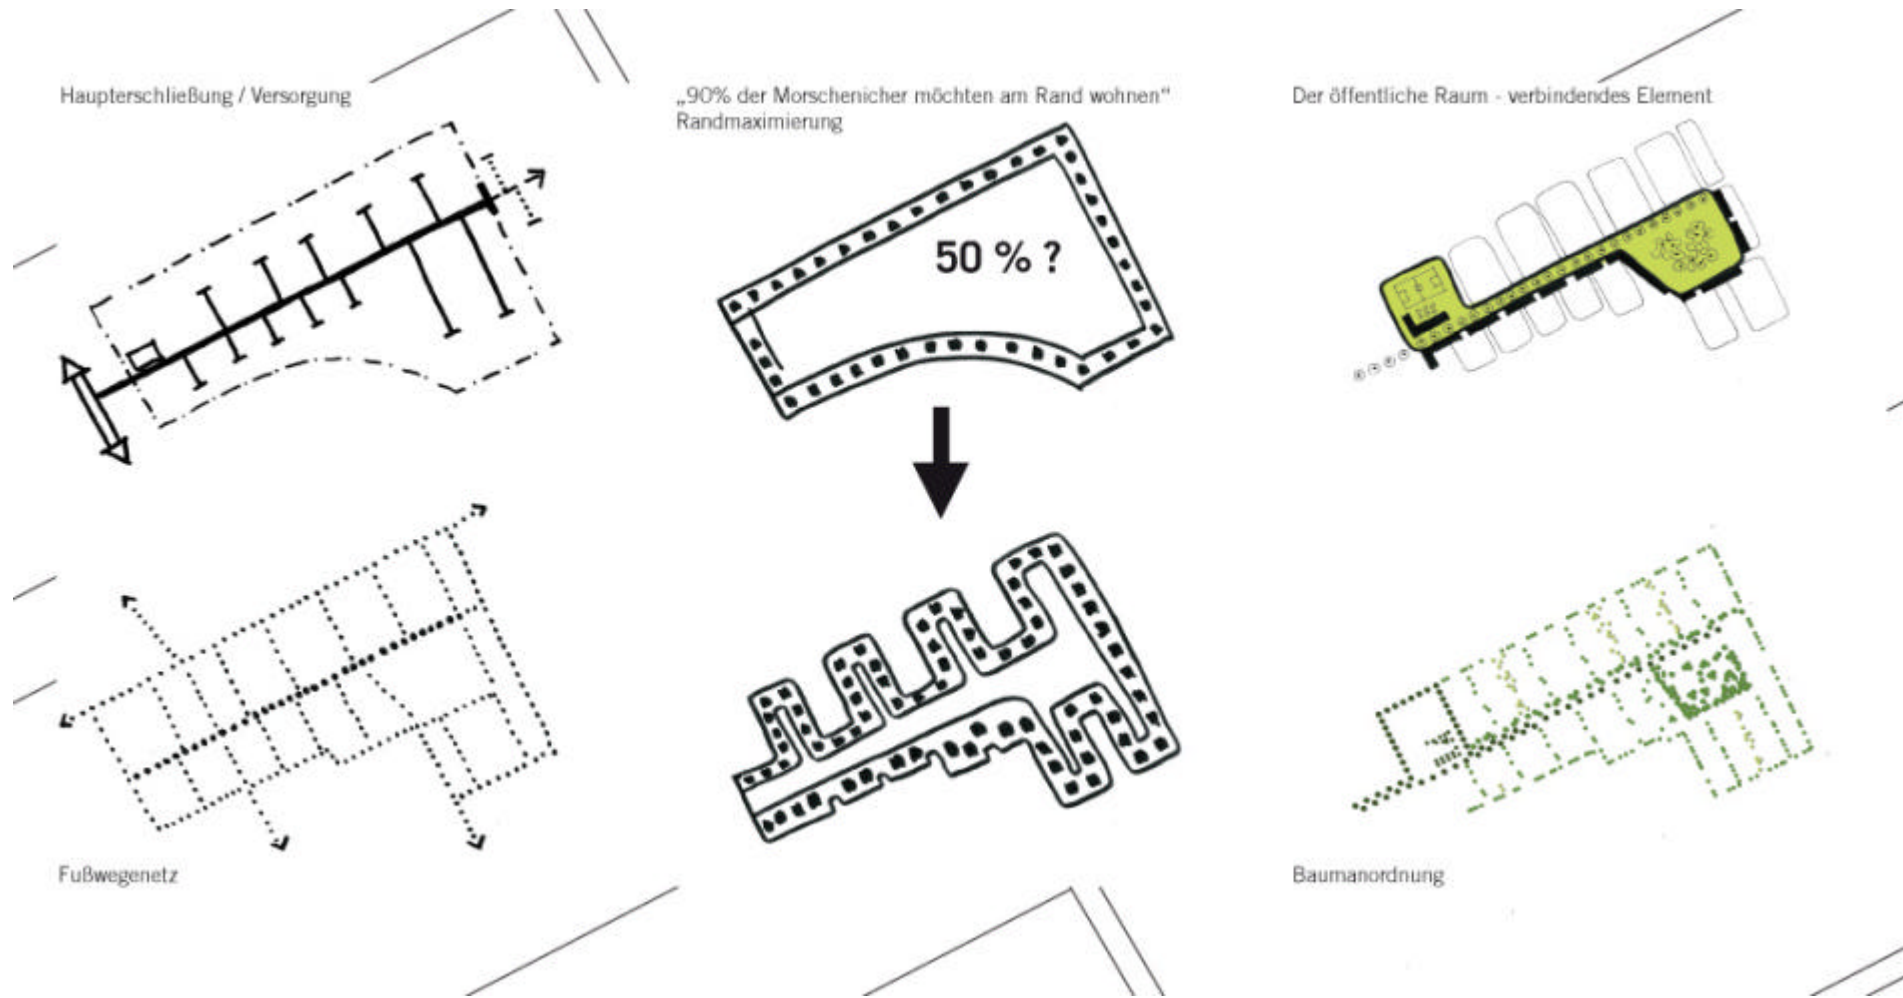 Haupterschließung / Versorgung
„90% der Morschenicher möchten am Rand wohnen“
Randmaximierung
Der öffentliche Raum - verbindendes Element
50 % ?
Fußwegenetz
Baumanordnung